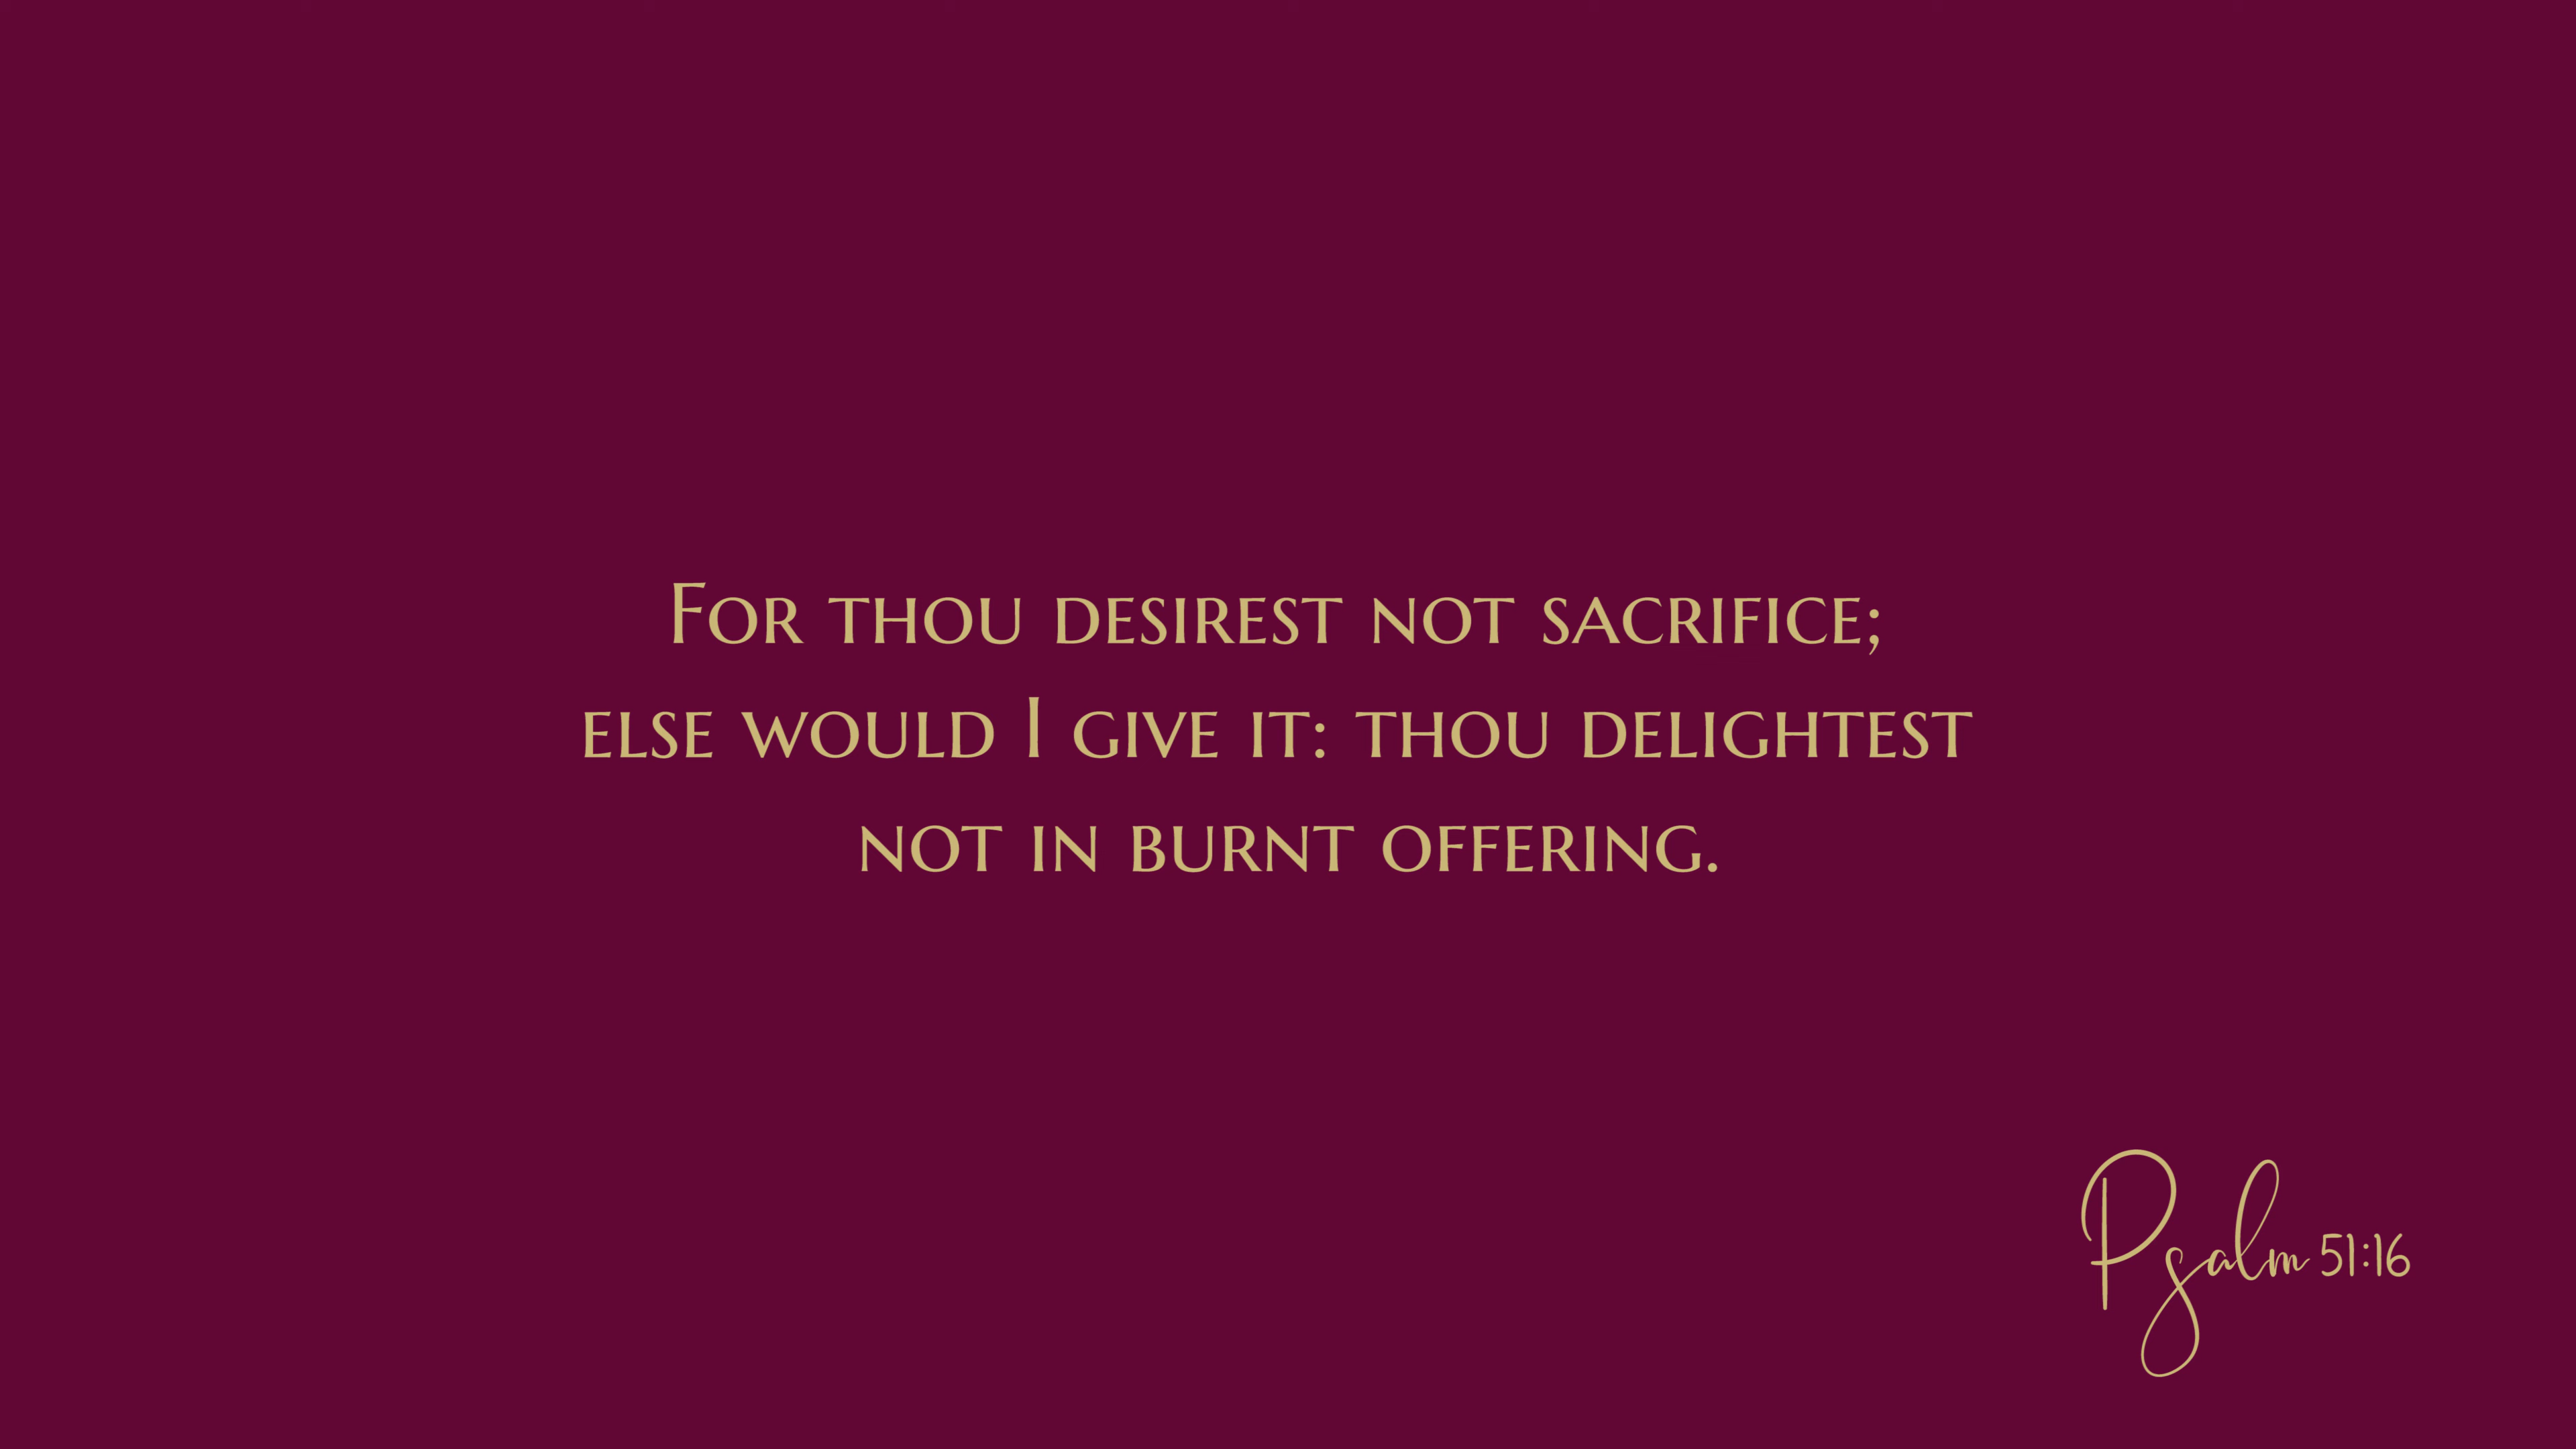 For thou desirest not sacrifice;
else would I give it: thou delightest
not in burnt offering.
Psalm 51:16